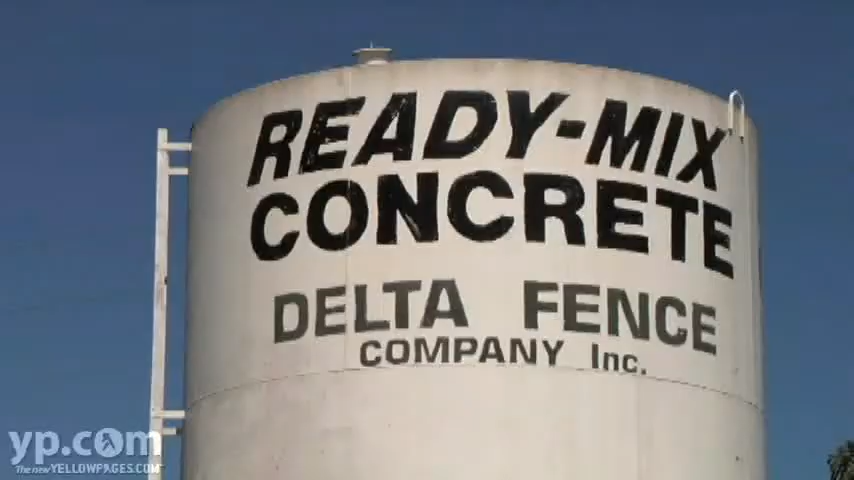 READY-MIX
CONCRETE
DELTA FENCE
COMPANY Inc.
yp.com
The new YELLOWPAGES.COM